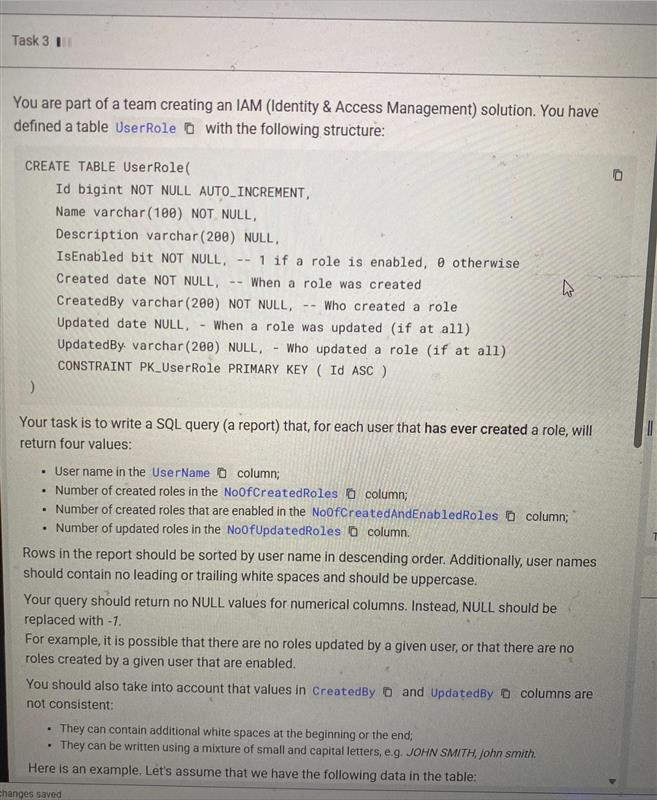 Task 3
You are part of a team creating an IAM (Identity & Access Management) solution. You have
defined a table UserRole with the following structure:
CREATE TABLE UserRole(
Id bigint NOT NULL AUTO_INCREMENT,
Name varchar(100) NOT NULL,
Description varchar(200) NULL,
IsEnabled bit NOT NULL, -- 1 if a role is enabled, 0 otherwise
Created date NOT NULL, -- When a role was created
CreatedBy varchar(200) NOT NULL, -- Who created a role
Updated date NULL, - When a role was updated (if at all)
UpdatedBy varchar(200) NULL, - Who updated a role (if at all)
CONSTRAINT PK_UserRole PRIMARY KEY ( Id ASC )
)
Your task is to write a SQL query (a report) that, for each user that has ever created a role, will
return four values:
• User name in the UserName column;
• Number of created roles in the NoOfCreatedRoles column;
• Number of created roles that are enabled in the NoOfCreatedAndEnabledRoles column;
• Number of updated roles in the NoOfUpdatedRoles column.
Rows in the report should be sorted by user name in descending order. Additionally, user names
should contain no leading or trailing white spaces and should be uppercase.
Your query should return no NULL values for numerical columns. Instead, NULL should be
replaced with -1.
For example, it is possible that there are no roles updated by a given user, or that there are no
roles created by a given user that are enabled.
You should also take into account that values in CreatedBy and UpdatedBy columns are
not consistent:
• They can contain additional white spaces at the beginning or the end;
• They can be written using a mixture of small and capital letters, e.g. JOHN SMITH, john smith.
Here is an example. Let's assume that we have the following data in the table:
changes saved